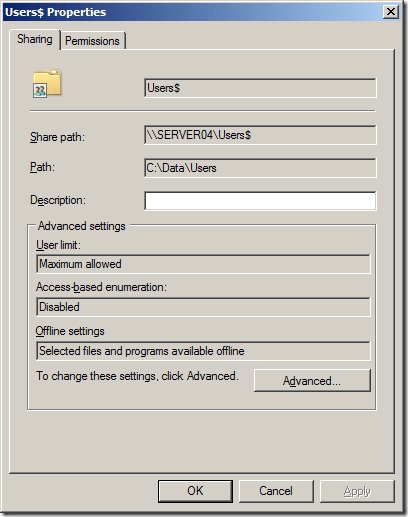 Users$ Properties
Sharing
Permissions
Users$
Share path:
\\SERVER04\Users$
Path:
C:\Data\Users
Description:
Advanced settings
User limit:
Maximum allowed
Access-based enumeration:
Disabled
Offline settings
Selected files and programs available offline
To change these settings, click Advanced.
Advanced...
OK
Cancel
Apply